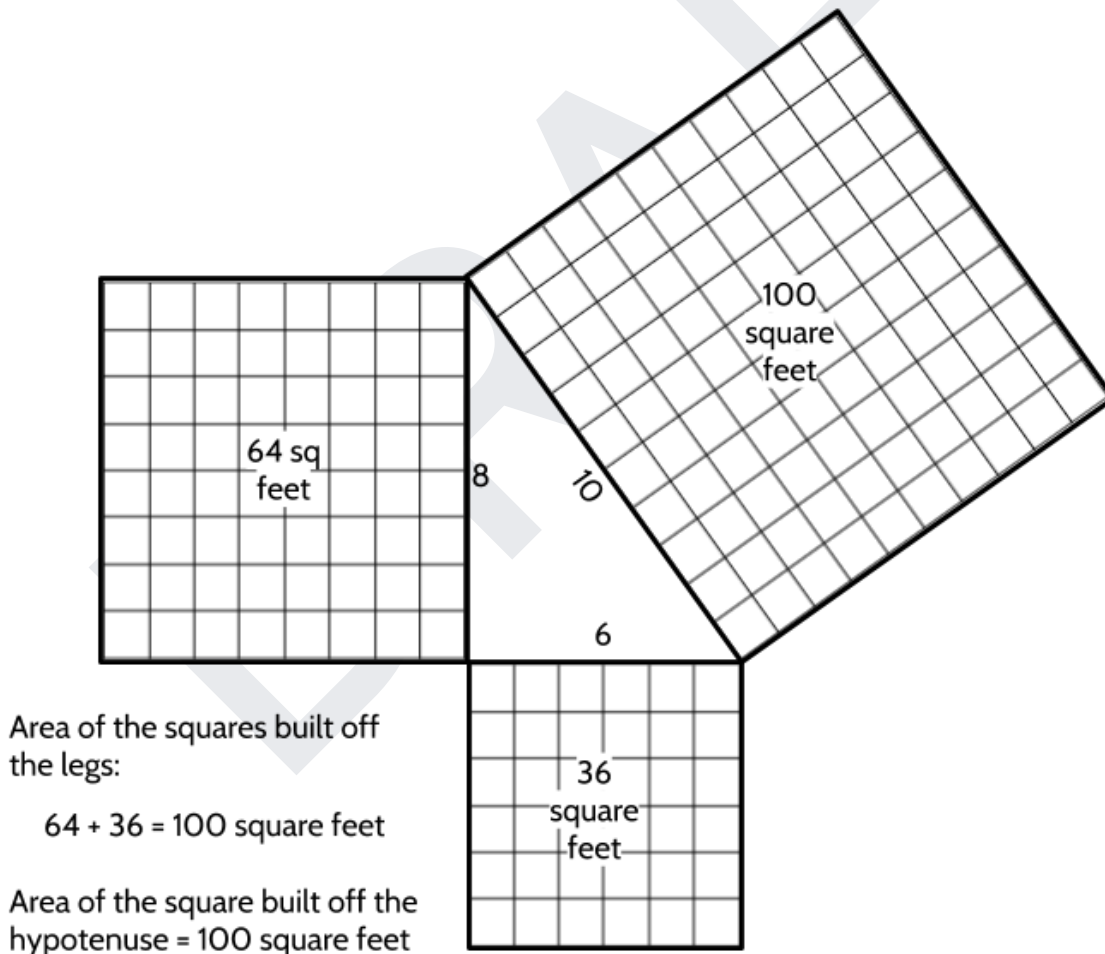 100
square
feet
64 sq
feet
8
10
6
36
square
feet
Area of the squares built off
the legs:
64 + 36 = 100 square feet
Area of the square built off the
hypotenuse = 100 square feet